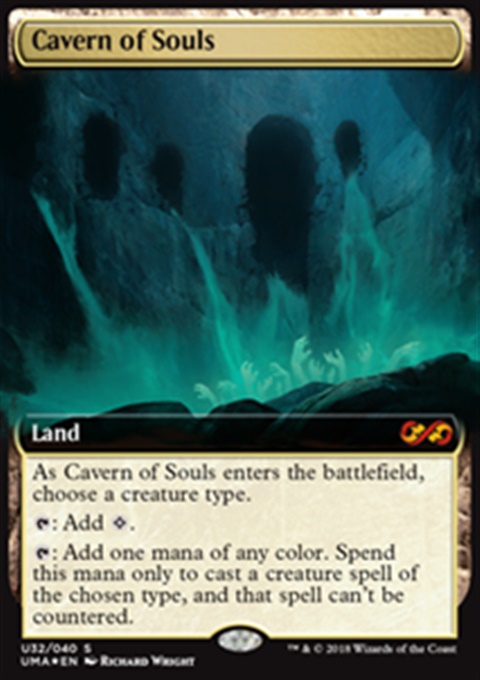 Cavern of Souls
Land
As Cavern of Souls enters the battlefield,
choose a creature type.
: Add .
: Add one mana of any color. Spend
this mana only to cast a creature spell of
the chosen type, and that spell can't be
countered.
U32/040 S
UMA★EN Richard Wright
™ & © 2018 Wizards of the Coast